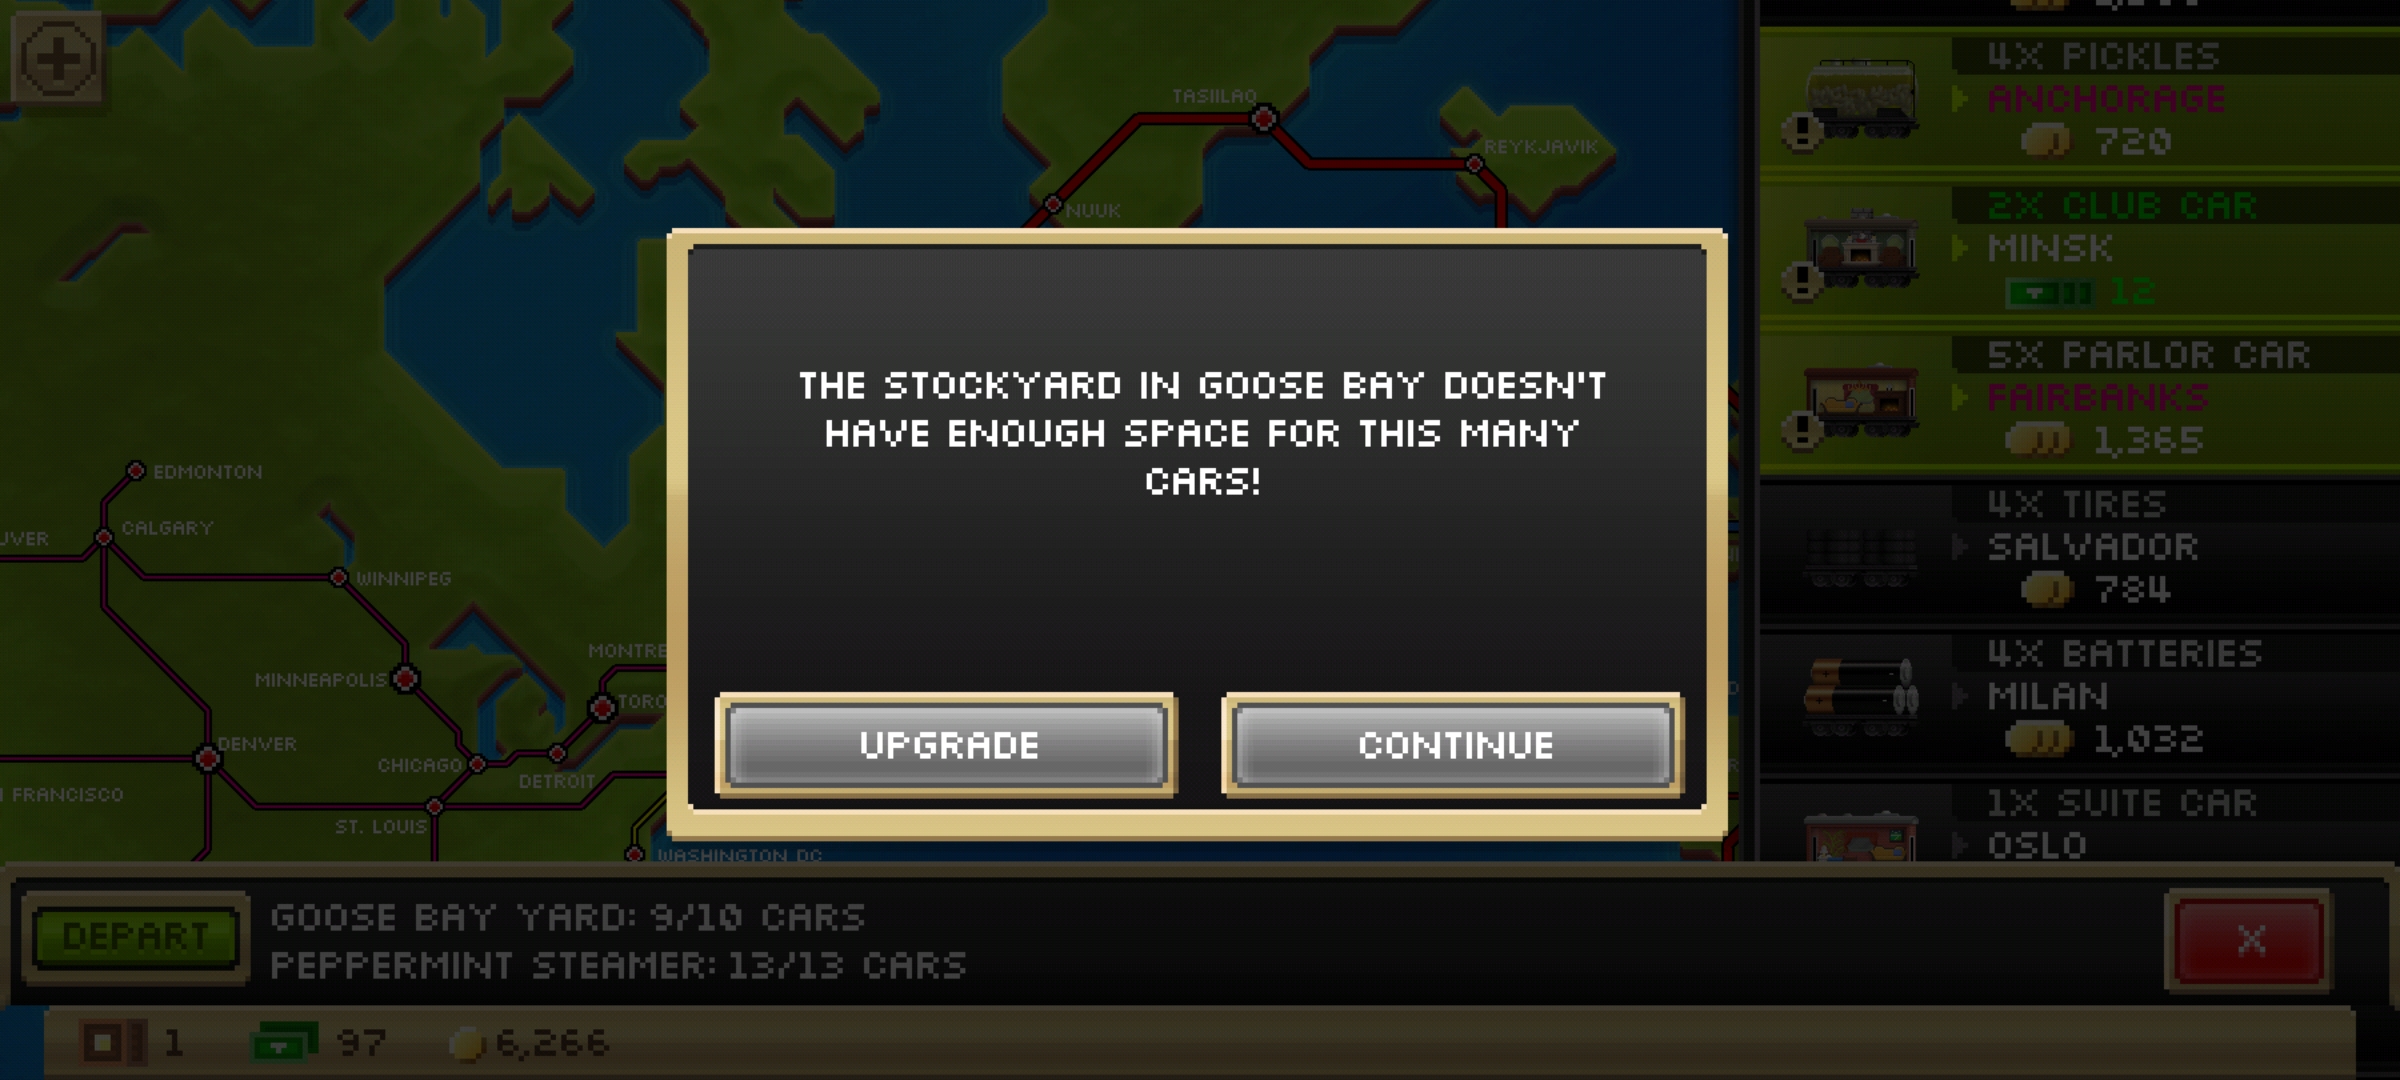 4X PICKLES
ANCHORAGE
720
2X CLUB CAR
MINSK
12
5X PARLOR CAR
FAIRBANKS
1,365
4X TIRES
SALVADOR
784
4X BATTERIES
MILAN
1,032
1X SUITE CAR
OSLO
TASIILAQ
REYKJAVIK
NUUK
EDMONTON
CALGARY
UVER
WINNIPEG
MONTRE
MINNEAPOLIS
TORO
DENVER
CHICAGO
DETROIT
FRANCISCO
ST. LOUIS
WASHINGTON DC
THE STOCKYARD IN GOOSE BAY DOESN'T
HAVE ENOUGH SPACE FOR THIS MANY
CARS!
UPGRADE
CONTINUE
DEPART
GOOSE BAY YARD: 9/10 CARS
PEPPERMINT STEAMER: 13/13 CARS
X
1
97
6,266